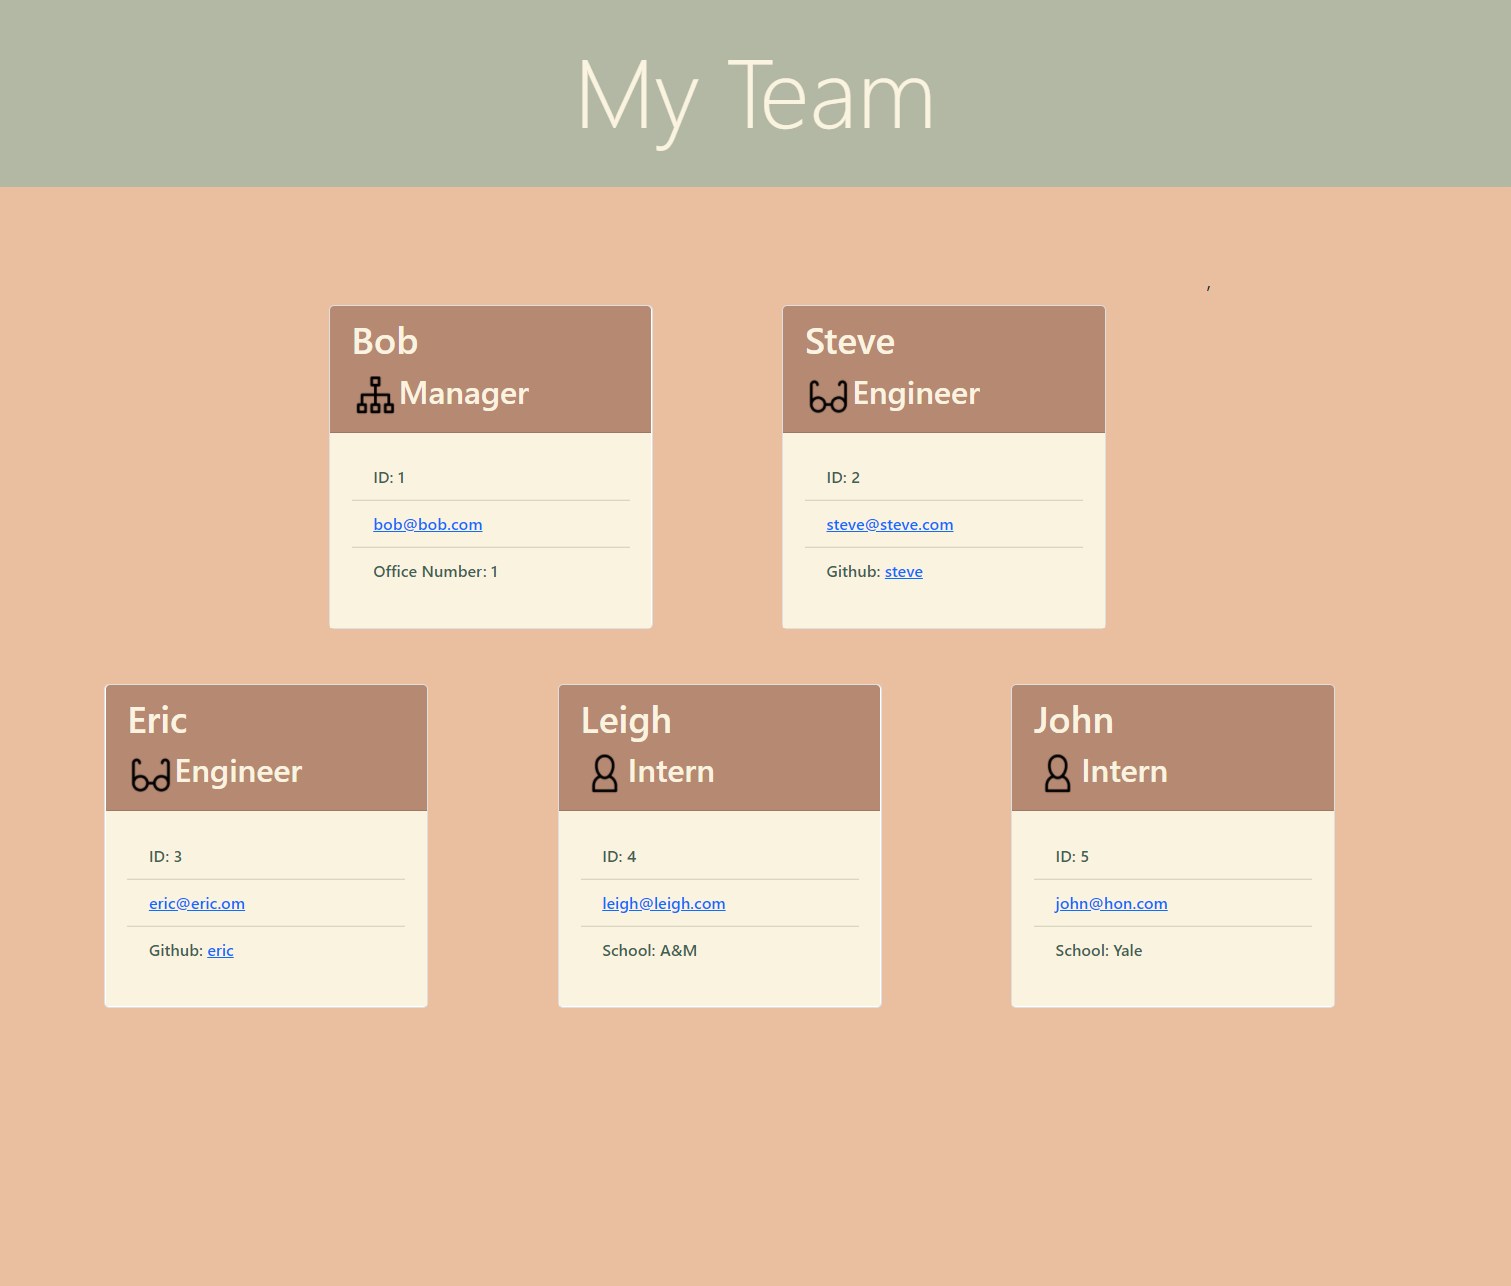 My Team
,
Bob
Manager
ID: 1
bob@bob.com
Office Number: 1
Steve
Engineer
ID: 2
steve@steve.com
Github: steve
Eric
Engineer
ID: 3
eric@eric.om
Github: eric
Leigh
Intern
ID: 4
leigh@leigh.com
School: A&M
John
Intern
ID: 5
john@hon.com
School: Yale